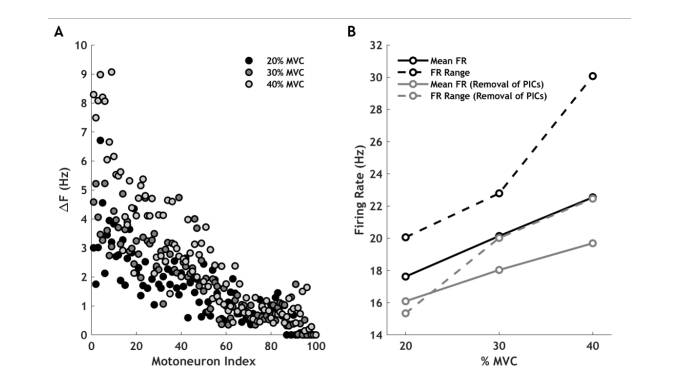 A
10
9
8
7
6
5
4
3
2
1
0
ΔF (Hz)
20% MVC
30% MVC
40% MVC
0 20 40 60 80 100
Motoneuron Index
B
32
30
28
26
24
22
20
18
16
14
Firing Rate (Hz)
Mean FR
FR Range
Mean FR (Removal of PICs)
FR Range (Removal of PICs)
20 30 40
% MVC